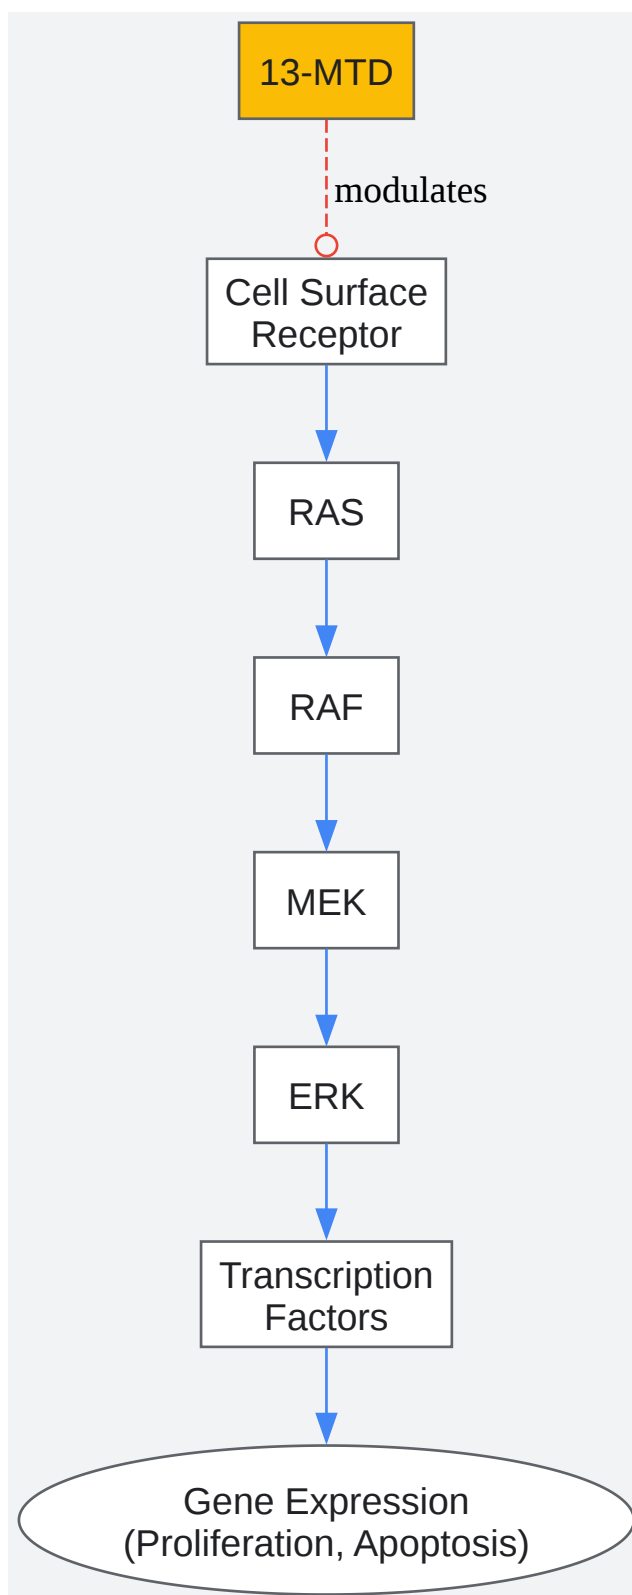 13-MTD
modulates
Cell Surface
Receptor
RAS
RAF
MEK
ERK
Transcription
Factors
Gene Expression
(Proliferation, Apoptosis)